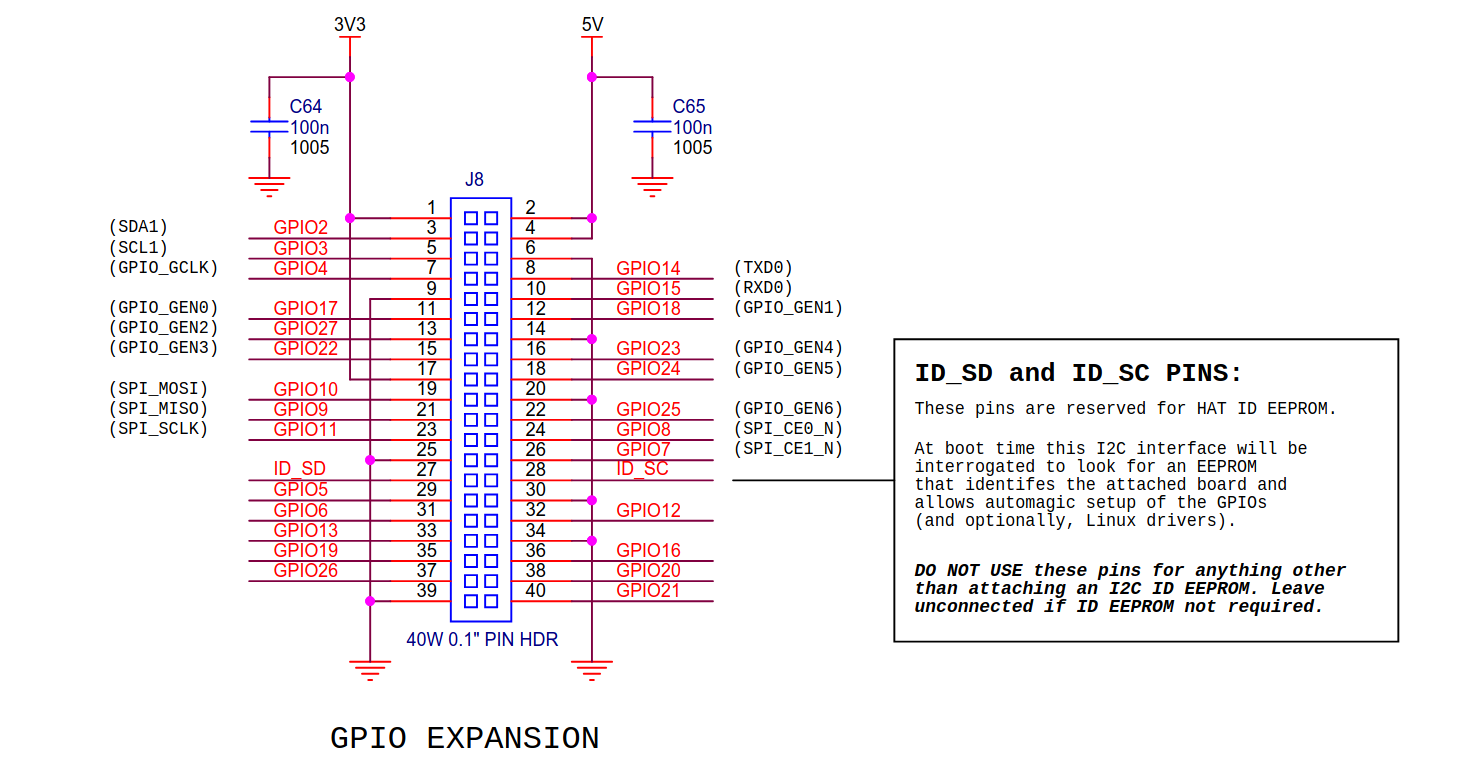 3V3
5V
C64
100n
1005
C65
100n
1005
J8
1 2
(SDA1) GPIO2 3 4
(SCL1) GPIO3 5 6
(GPIO_GCLK) GPIO4 7 8 GPIO14 (TXD0)
9 10 GPIO15 (RXD0)
(GPIO_GEN0) GPIO17 11 12 GPIO18 (GPIO_GEN1)
(GPIO_GEN2) GPIO27 13 14
(GPIO_GEN3) GPIO22 15 16 GPIO23 (GPIO_GEN4)
17 18 GPIO24 (GPIO_GEN5)
(SPI_MOSI) GPIO10 19 20
(SPI_MISO) GPIO9 21 22 GPIO25 (GPIO_GEN6)
(SPI_SCLK) GPIO11 23 24 GPIO8 (SPI_CE0_N)
25 26 GPIO7 (SPI_CE1_N)
ID_SD 27 28 ID_SC
GPIO5 29 30
GPIO6 31 32 GPIO12
GPIO13 33 34
GPIO19 35 36 GPIO16
GPIO26 37 38 GPIO20
39 40 GPIO21
40W 0.1" PIN HDR
ID_SD and ID_SC PINS:
These pins are reserved for HAT ID EEPROM.
At boot time this I2C interface will be
interrogated to look for an EEPROM
that identifes the attached board and
allows automagic setup of the GPIOs
(and optionally, Linux drivers).
DO NOT USE these pins for anything other
than attaching an I2C ID EEPROM. Leave
unconnected if ID EEPROM not required.
GPIO EXPANSION